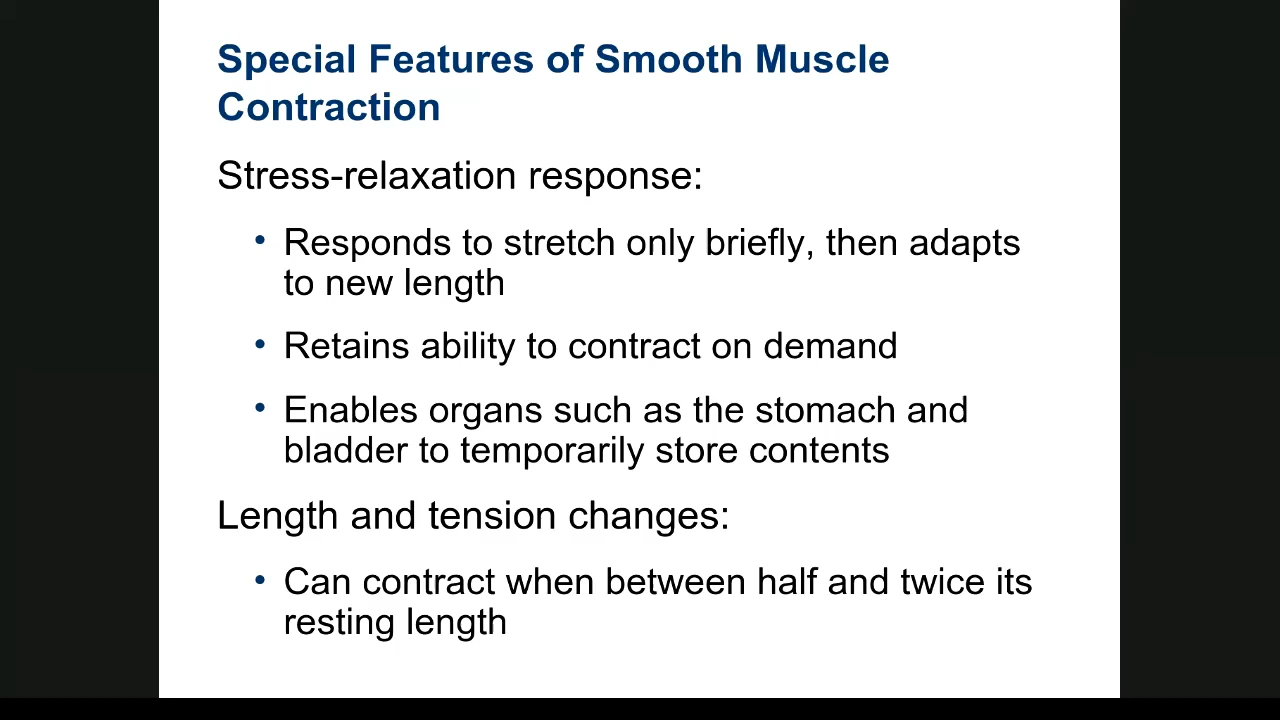 Special Features of Smooth Muscle
Contraction
Stress-relaxation response:
• Responds to stretch only briefly, then adapts
to new length
• Retains ability to contract on demand
• Enables organs such as the stomach and
bladder to temporarily store contents
Length and tension changes:
• Can contract when between half and twice its
resting length